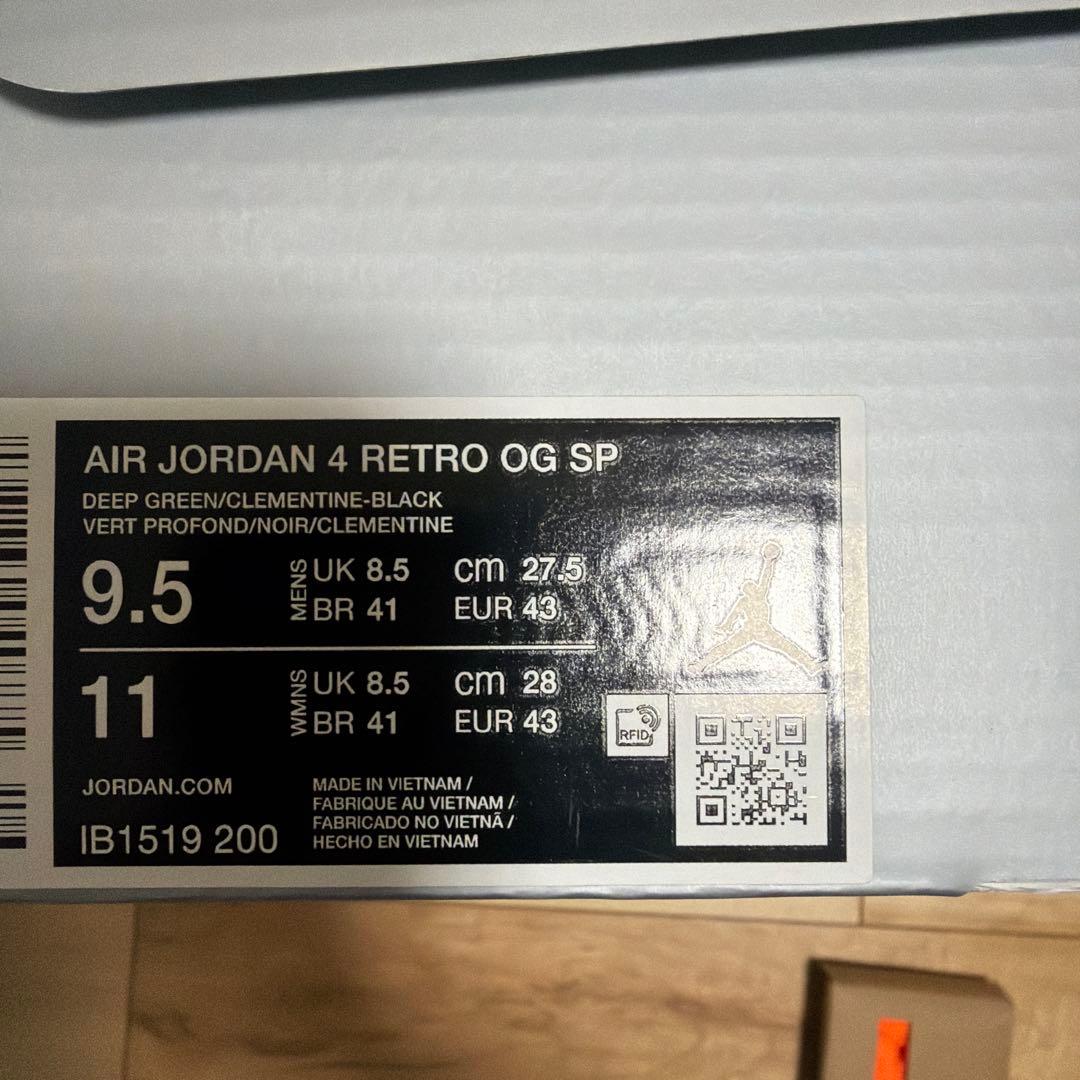 AIR JORDAN 4 RETRO OG SP
DEEP GREEN/CLEMENTINE-BLACK
VERT PROFOND/NOIR/CLEMENTINE
9.5 MENS UK 8.5 cm 27.5
BR 41 EUR 43
11 WMNS UK 8.5 cm 28
BR 41 EUR 43
RFID
JORDAN.COM
IB1519 200
MADE IN VIETNAM /
FABRIQUE AU VIETNAM /
FABRICADO NO VIETNÃ /
HECHO EN VIETNAM